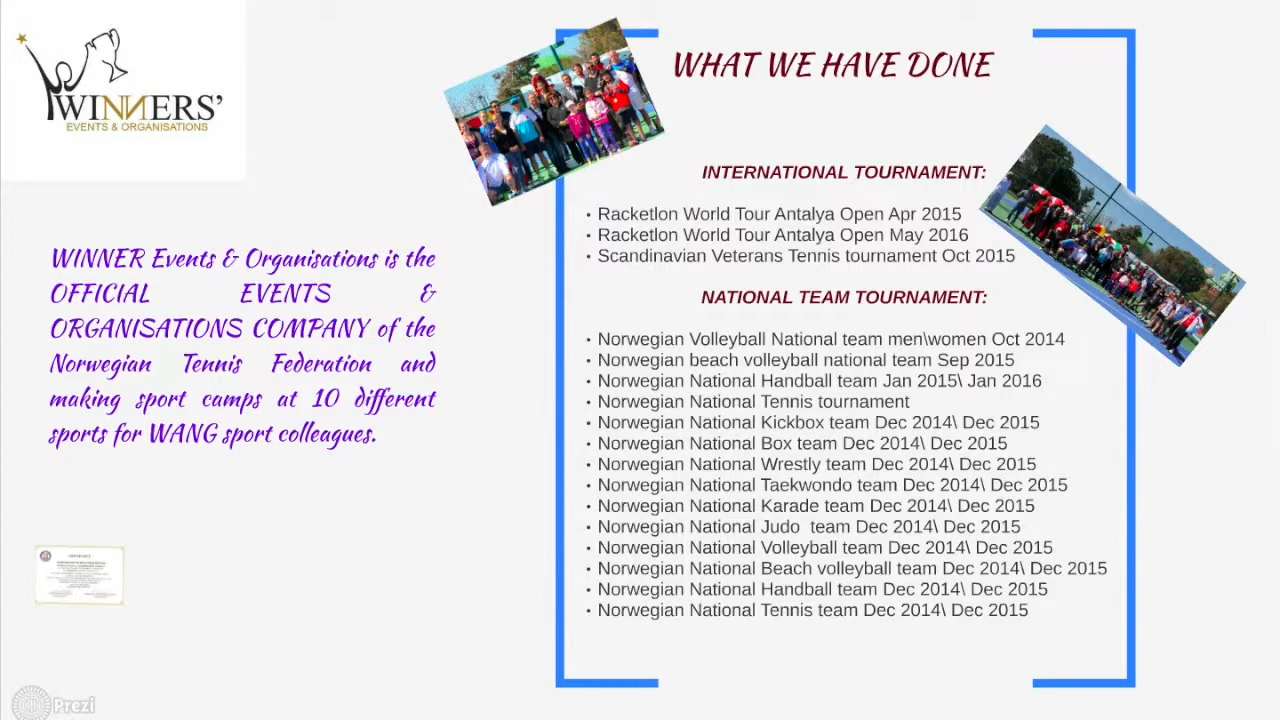 WINNERS'
EVENTS & ORGANISATIONS
WINNER Events & Organisations is the
OFFICIAL EVENTS &
ORGANISATIONS COMPANY of the
Norwegian Tennis Federation and
making sport camps at 10 different
sports for WANG sport colleagues.
WHAT WE HAVE DONE
INTERNATIONAL TOURNAMENT:
• Racketlon World Tour Antalya Open Apr 2015
• Racketlon World Tour Antalya Open May 2016
• Scandinavian Veterans Tennis tournament Oct 2015
NATIONAL TEAM TOURNAMENT:
• Norwegian Volleyball National team men\women Oct 2014
• Norwegian beach volleyball national team Sep 2015
• Norwegian National Handball team Jan 2015\ Jan 2016
• Norwegian National Tennis tournament
• Norwegian National Kickbox team Dec 2014\ Dec 2015
• Norwegian National Box team Dec 2014\ Dec 2015
• Norwegian National Wrestly team Dec 2014\ Dec 2015
• Norwegian National Taekwondo team Dec 2014\ Dec 2015
• Norwegian National Karade team Dec 2014\ Dec 2015
• Norwegian National Judo  team Dec 2014\ Dec 2015
• Norwegian National Volleyball team Dec 2014\ Dec 2015
• Norwegian National Beach volleyball team Dec 2014\ Dec 2015
• Norwegian National Handball team Dec 2014\ Dec 2015
• Norwegian National Tennis team Dec 2014\ Dec 2015
Prezi